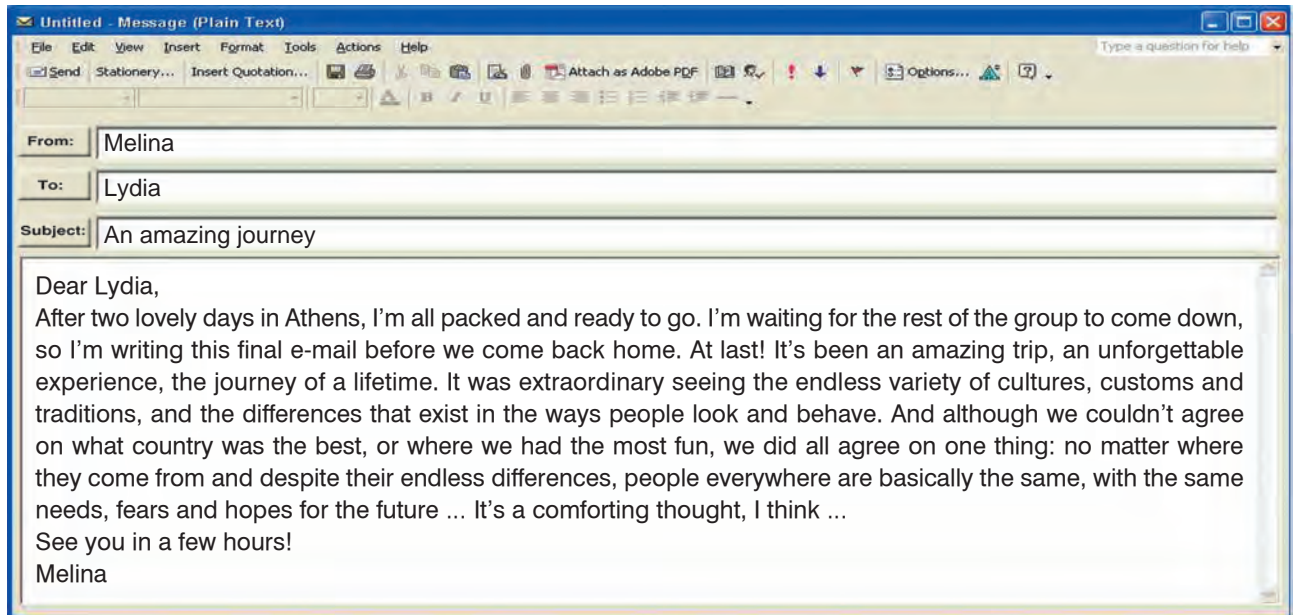 Untitled - Message (Plain Text)
File Edit View Insert Format Tools Actions Help Type a question for help
Send Stationery... Insert Quotation... Attach as Adobe PDF Options...
From: Melina
To: Lydia
Subject: An amazing journey
Dear Lydia,
After two lovely days in Athens, I’m all packed and ready to go. I’m waiting for the rest of the group to come down,
so I’m writing this final e-mail before we come back home. At last! It’s been an amazing trip, an unforgettable
experience, the journey of a lifetime. It was extraordinary seeing the endless variety of cultures, customs and
traditions, and the differences that exist in the ways people look and behave. And although we couldn’t agree
on what country was the best, or where we had the most fun, we did all agree on one thing: no matter where
they come from and despite their endless differences, people everywhere are basically the same, with the same
needs, fears and hopes for the future ... It’s a comforting thought, I think ...
See you in a few hours!
Melina